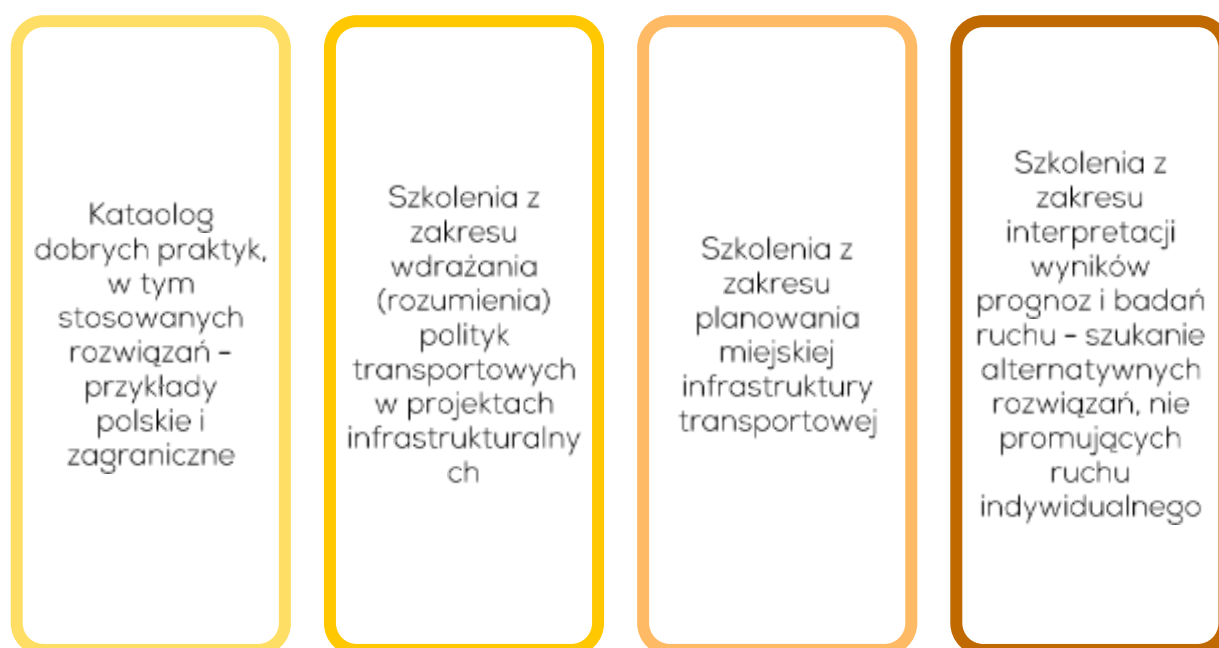 Kataolog
dobrych praktyk,
w tym
stosowanych
rozwiązań -
przykłady
polskie i
zagraniczne
Szkolenia z
zakresu
wdrażania
(rozumienia)
polityk
transportowych
w projektach
infrastrukturalny
ch
Szkolenia z
zakresu
planowania
miejskiej
infrastruktury
transportowej
Szkolenia z
zakresu
interpretacji
wyników
prognoz i badań
ruchu - szukanie
alternatywnych
rozwiązań, nie
promujących
ruchu
indywidualnego